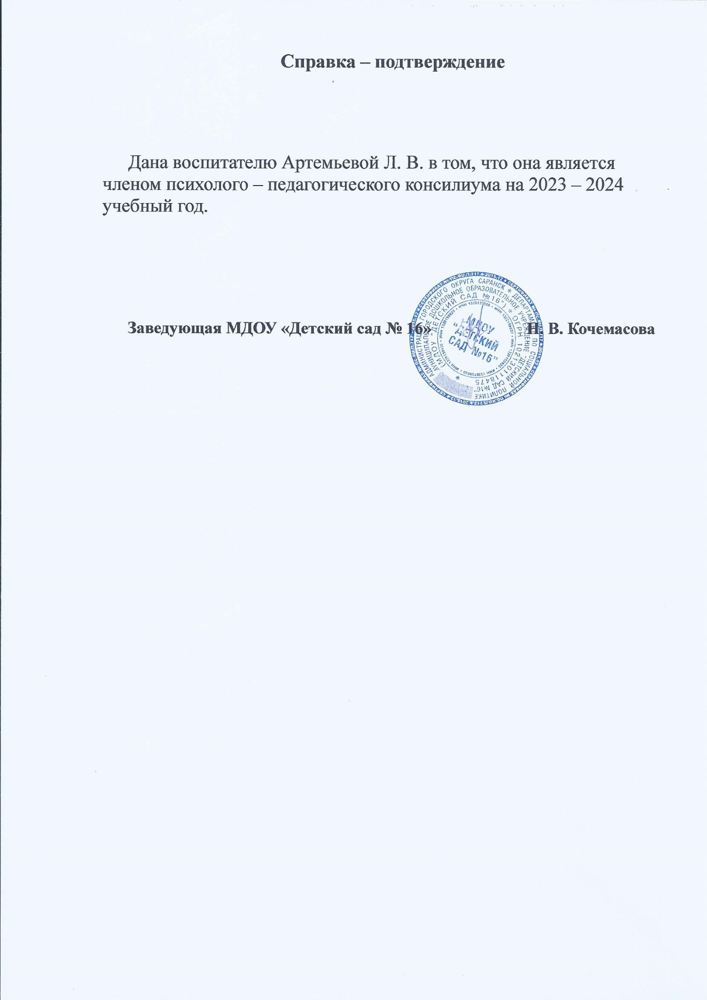 Справка – подтверждение
Дана воспитателю Артемьевой Л. В. в том, что она является
членом психолого – педагогического консилиума на 2023 – 2024
учебный год.
Заведующая МДОУ «Детский сад № 16» Н. В. Кочемасова
АДМИНИСТРАЦИЯ ГОРОДСКОГО ОКРУГА САРАНСК * ДЕПАРТАМЕНТ ПО СОЦИАЛЬНОЙ ПОЛИТИКЕ
МУНИЦИПАЛЬНОЕ ДОШКОЛЬНОЕ ОБРАЗОВАТЕЛЬНОЕ УЧРЕЖДЕНИЕ "ДЕТСКИЙ САД №16"
(МДОУ "ДЕТСКИЙ САД №16") * ОГРН 1021301118475 *
МДОУ
“ДЕТСКИЙ
САД №16”